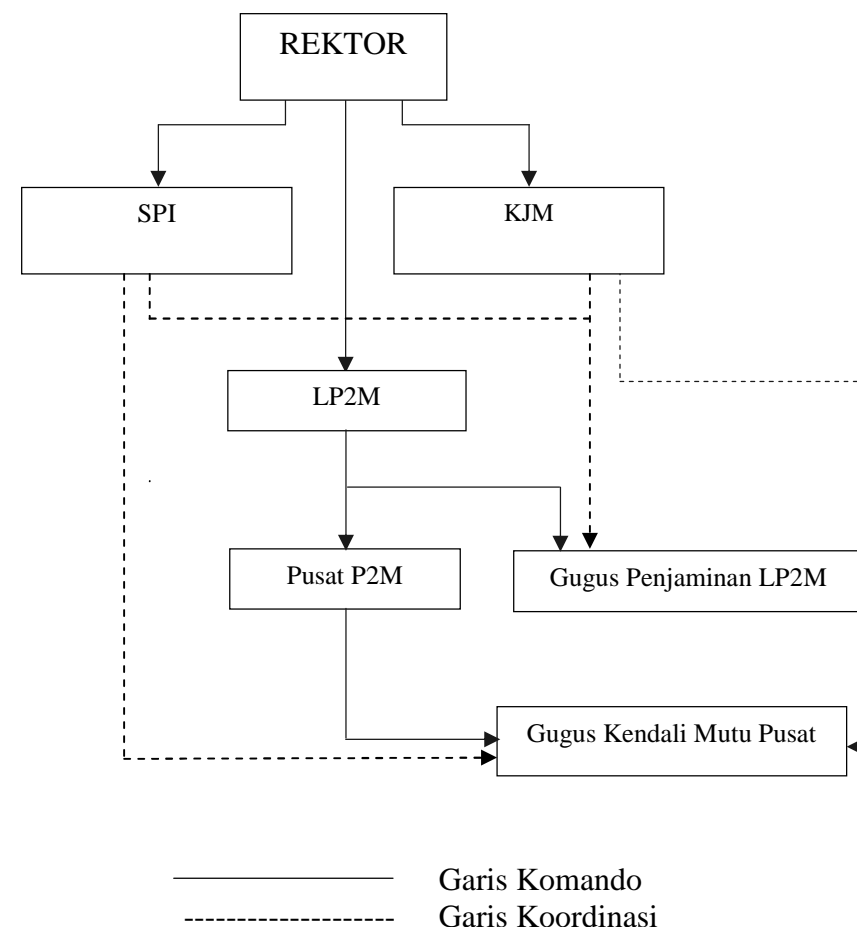 REKTOR
SPI
KJM
LP2M
Pusat P2M
Gugus Penjaminan LP2M
Gugus Kendali Mutu Pusat
Garis Komando
Garis Koordinasi